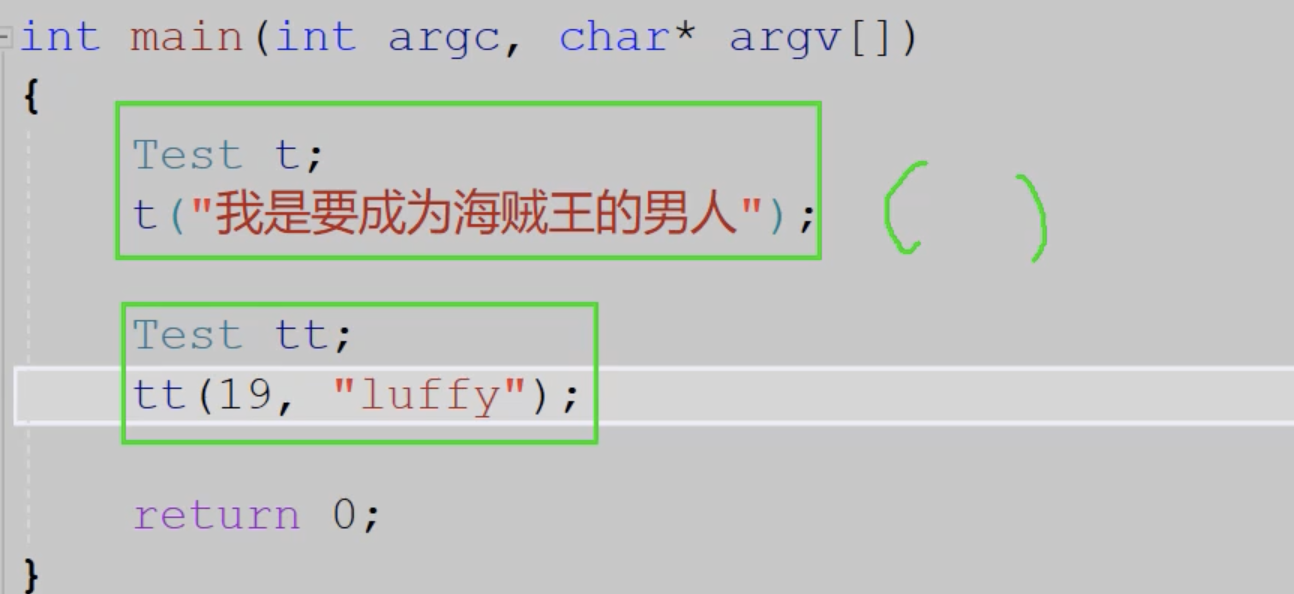 int main(int argc, char* argv[])
{
Test t;
t("我是要成为海贼王的男人");
( )
Test tt;
tt(19, "luffy");
return 0;
}